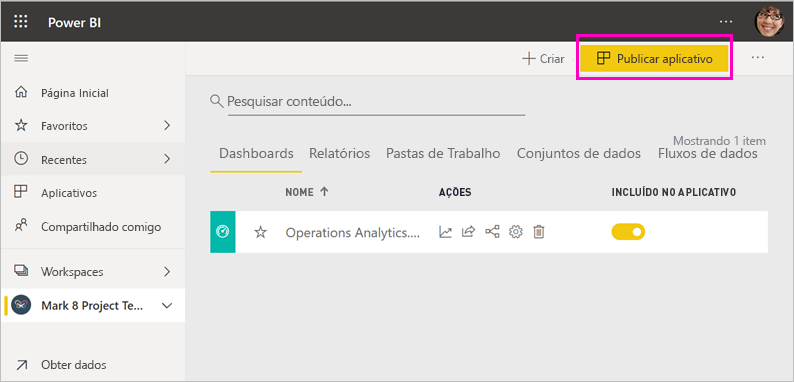 Power BI
Criar
Publicar aplicativo
Página Inicial
Favoritos
Recentes
Aplicativos
Compartilhado comigo
Workspaces
Mark 8 Project Te...
Obter dados
Pesquisar conteúdo...
Mostrando 1 item
Dashboards Relatórios Pastas de Trabalho Conjuntos de dados Fluxos de dados
NOME AÇÕES INCLUÍDO NO APLICATIVO
Operations Analytics....